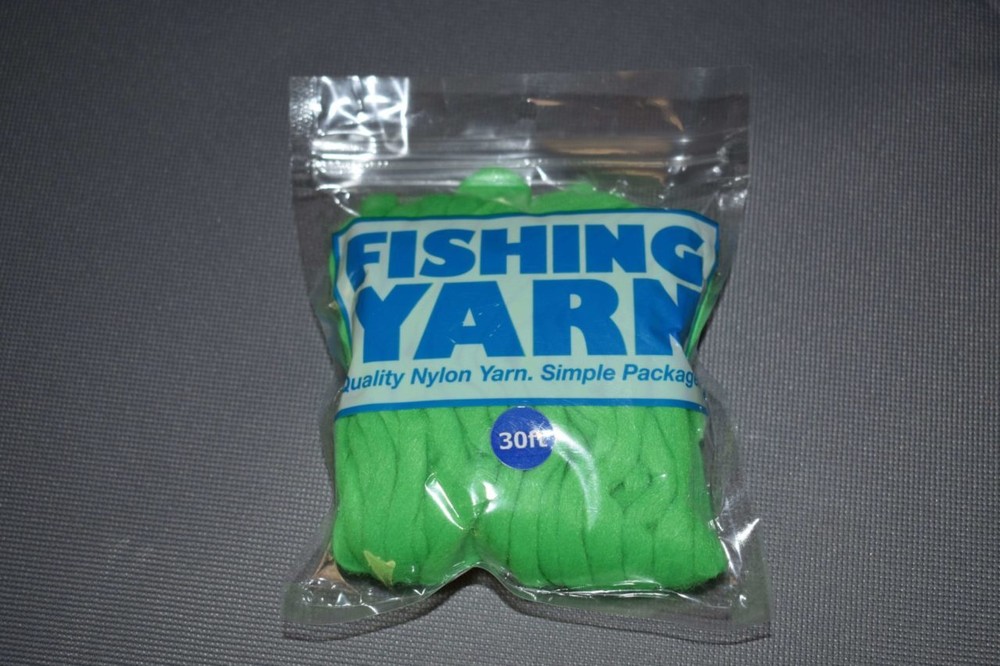 FISHING
YARN
Quality Nylon Yarn. Simple Package
30ft